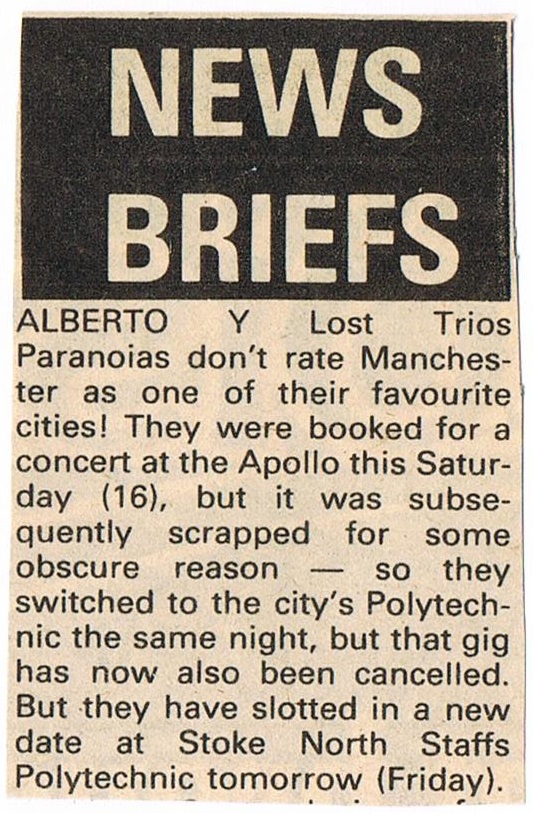 NEWS
BRIEFS
ALBERTO Y Lost Trios
Paranoias don't rate Manches-
ter as one of their favourite
cities! They were booked for a
concert at the Apollo this Satur-
day (16), but it was subse-
quently scrapped for some
obscure reason — so they
switched to the city's Polytech-
nic the same night, but that gig
has now also been cancelled.
But they have slotted in a new
date at Stoke North Staffs
Polytechnic tomorrow (Friday).